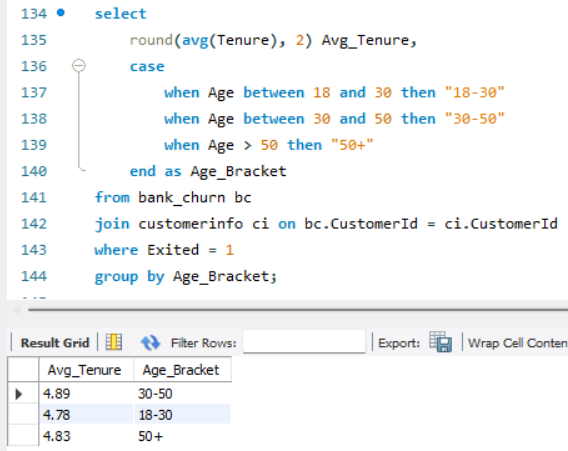 134 select
135 round(avg(Tenure), 2) Avg_Tenure,
136 case
137 when Age between 18 and 30 then "18-30"
138 when Age between 30 and 50 then "30-50"
139 when Age > 50 then "50+"
140 end as Age_Bracket
141 from bank_churn bc
142 join customerinfo ci on bc.CustomerId = ci.CustomerId
143 where Exited = 1
144 group by Age_Bracket;
Result Grid Filter Rows: Export: Wrap Cell Conten
Avg_Tenure Age_Bracket
4.89 30-50
4.78 18-30
4.83 50+